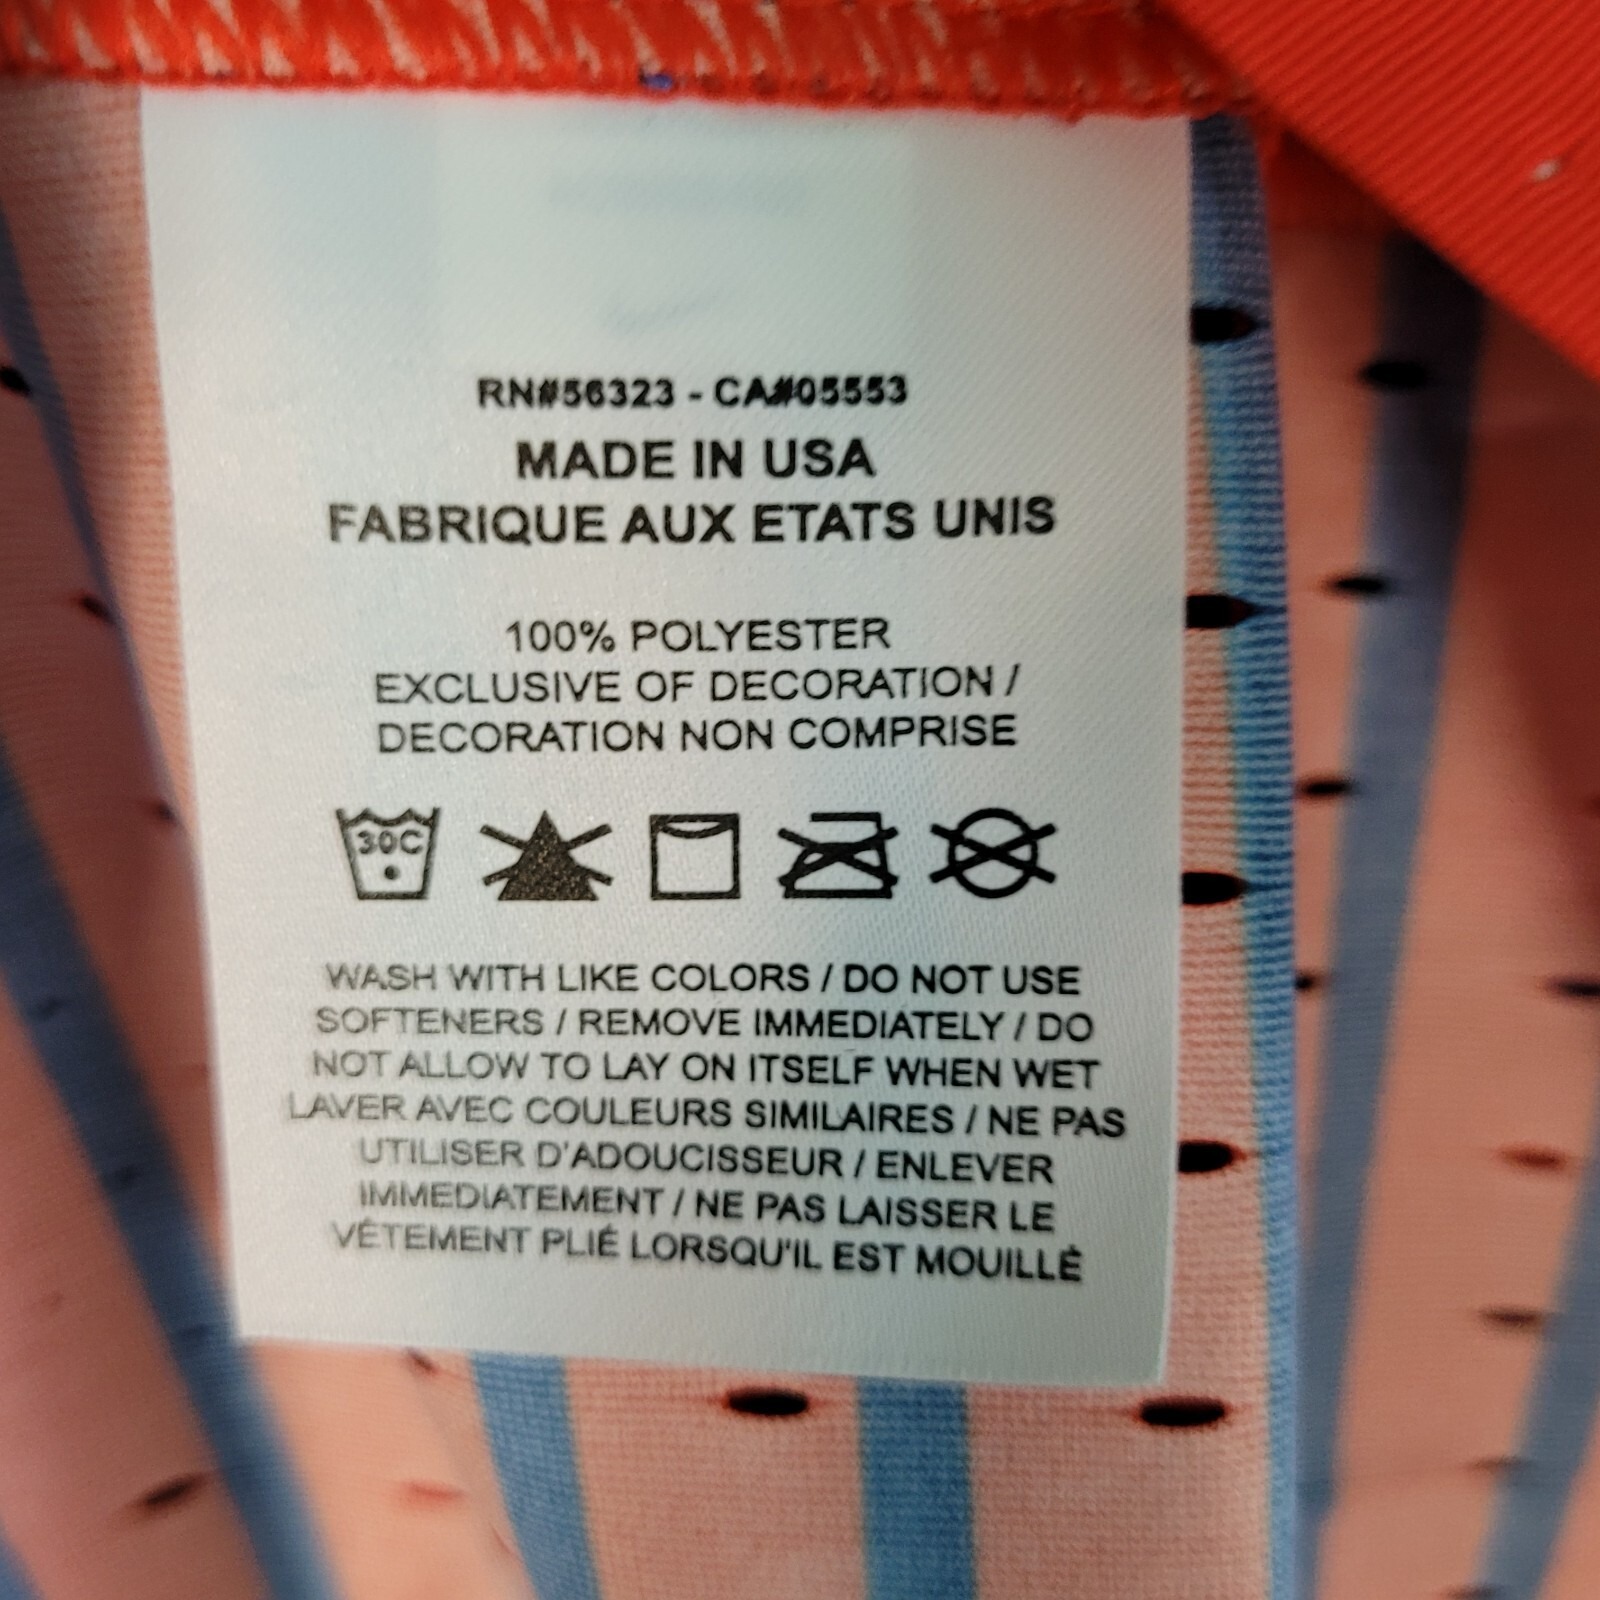 RN#56323 - CA#05553
MADE IN USA
FABRIQUE AUX ETATS UNIS
100% POLYESTER
EXCLUSIVE OF DECORATION /
DECORATION NON COMPRISE
30C
WASH WITH LIKE COLORS / DO NOT USE
SOFTENERS / REMOVE IMMEDIATELY / DO
NOT ALLOW TO LAY ON ITSELF WHEN WET
LAVER AVEC COULEURS SIMILAIRES / NE PAS
UTILISER D'ADOUCISSEUR / ENLEVER
IMMEDIATEMENT / NE PAS LAISSER LE
VÊTEMENT PLIÉ LORSQU'IL EST MOUILLÉ